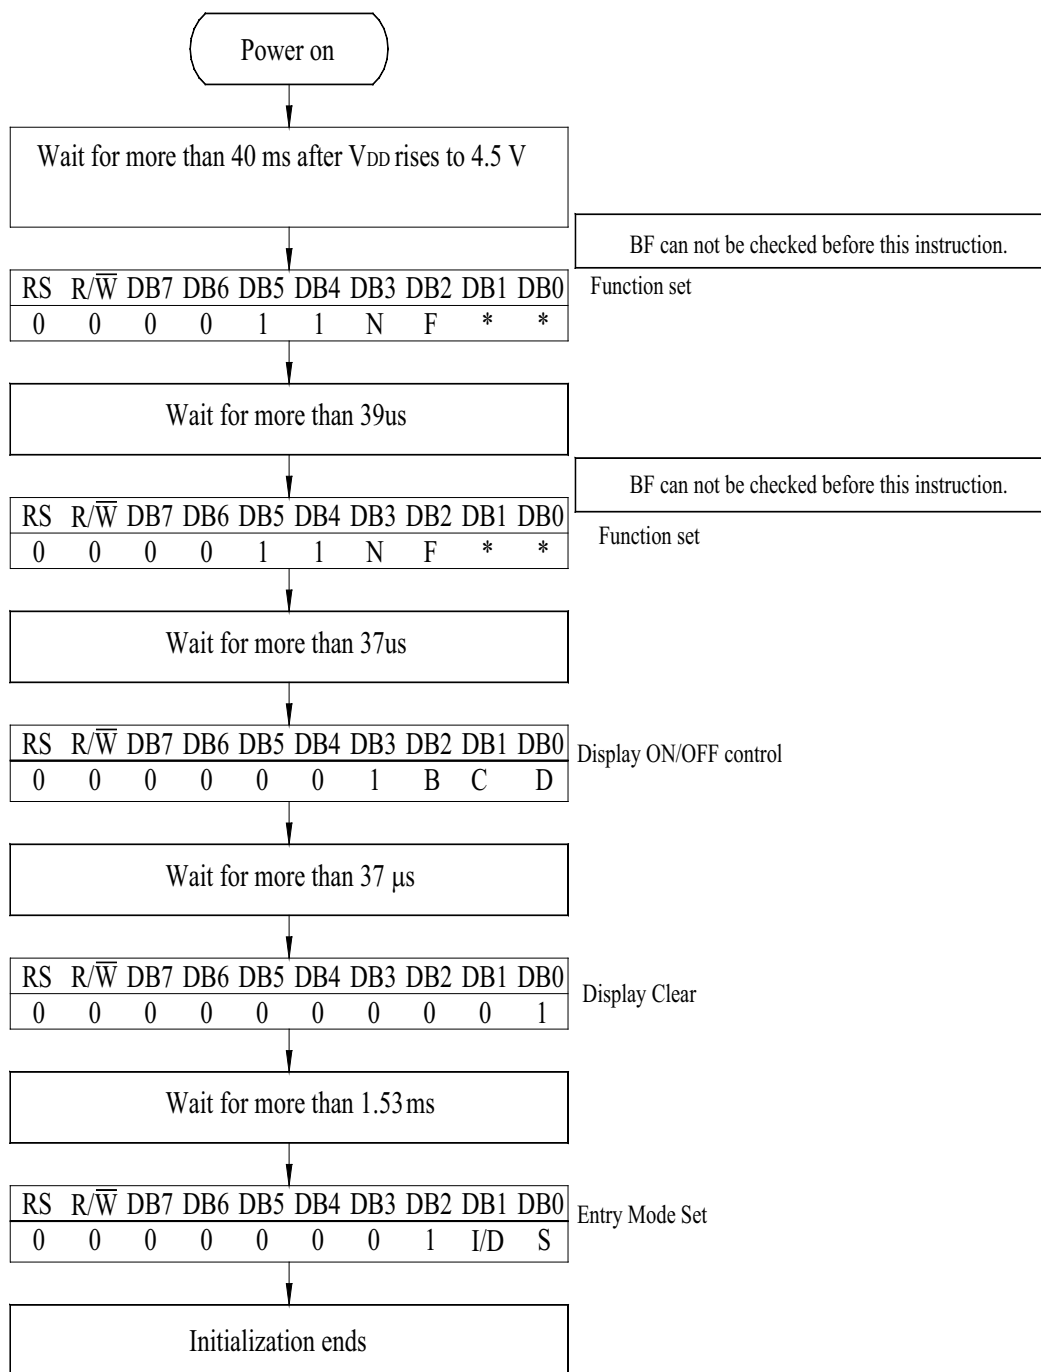 Power on
Wait for more than 40 ms after VDD rises to 4.5 V
BF can not be checked before this instruction.
RS R/W̅ DB7 DB6 DB5 DB4 DB3 DB2 DB1 DB0
Function set
0 0 0 0 1 1 N F * *
Wait for more than 39us
BF can not be checked before this instruction.
RS R/W̅ DB7 DB6 DB5 DB4 DB3 DB2 DB1 DB0
Function set
0 0 0 0 1 1 N F * *
Wait for more than 37us
RS R/W̅ DB7 DB6 DB5 DB4 DB3 DB2 DB1 DB0
Display ON/OFF control
0 0 0 0 0 0 1 B C D
Wait for more than 37 μs
RS R/W̅ DB7 DB6 DB5 DB4 DB3 DB2 DB1 DB0
Display Clear
0 0 0 0 0 0 0 0 0 1
Wait for more than 1.53ms
RS R/W̅ DB7 DB6 DB5 DB4 DB3 DB2 DB1 DB0
Entry Mode Set
0 0 0 0 0 0 0 1 I/D S
Initialization ends